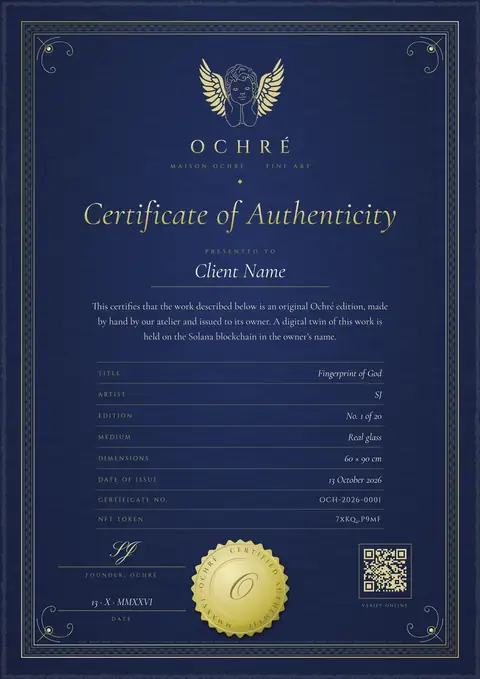 OCHRÉ
MAISON OCHRÉ FINE ART
Certificate of Authenticity
PRESENTED TO
Client Name
This certifies that the work described below is an original Ochré edition, made
by hand by our atelier and issued to its owner. A digital twin of this work is
held on the Solana blockchain in the owner's name.
TITLE Fingerprint of God
ARTIST SJ
EDITION No. 1 of 20
MEDIUM Real glass
DIMENSIONS 60 × 90 cm
DATE OF ISSUE 13 October 2026
CERTIFICATE NO. OCH-2026-0001
NFT TOKEN 7XKQ…P9MF
SJ
FOUNDER, OCHRÉ
13 · X · MMXXVI
DATE
OCHRÉ CERTIFIED AUTHENTIC MMXXVI
O
VERIFY ONLINE